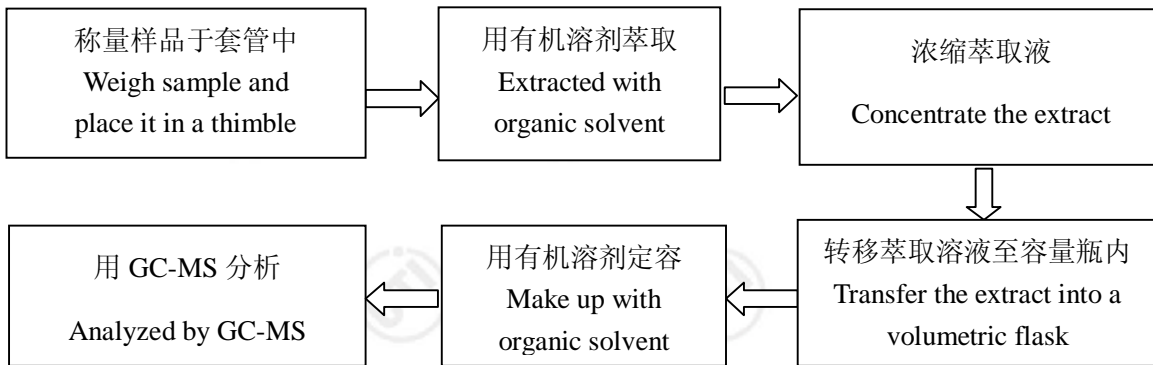 称量样品于套管中
Weigh sample and
place it in a thimble
用有机溶剂萃取
Extracted with
organic solvent
浓缩萃取液
Concentrate the extract
转移萃取溶液至容量瓶内
Transfer the extract into a
volumetric flask
用有机溶剂定容
Make up with
organic solvent
用 GC-MS 分析
Analyzed by GC-MS